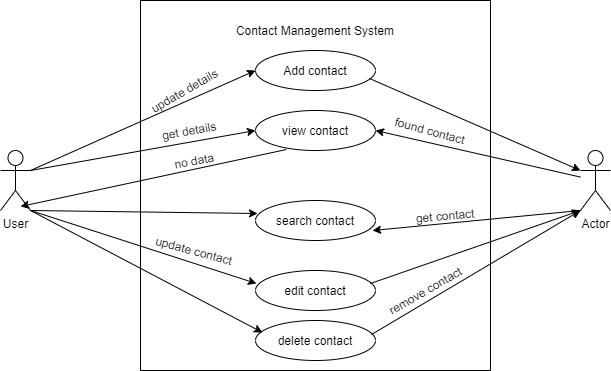 Contact Management System
Add contact
update details
view contact
get details
found contact
no data
User
Actor
search contact
get contact
update contact
edit contact
remove contact
delete contact